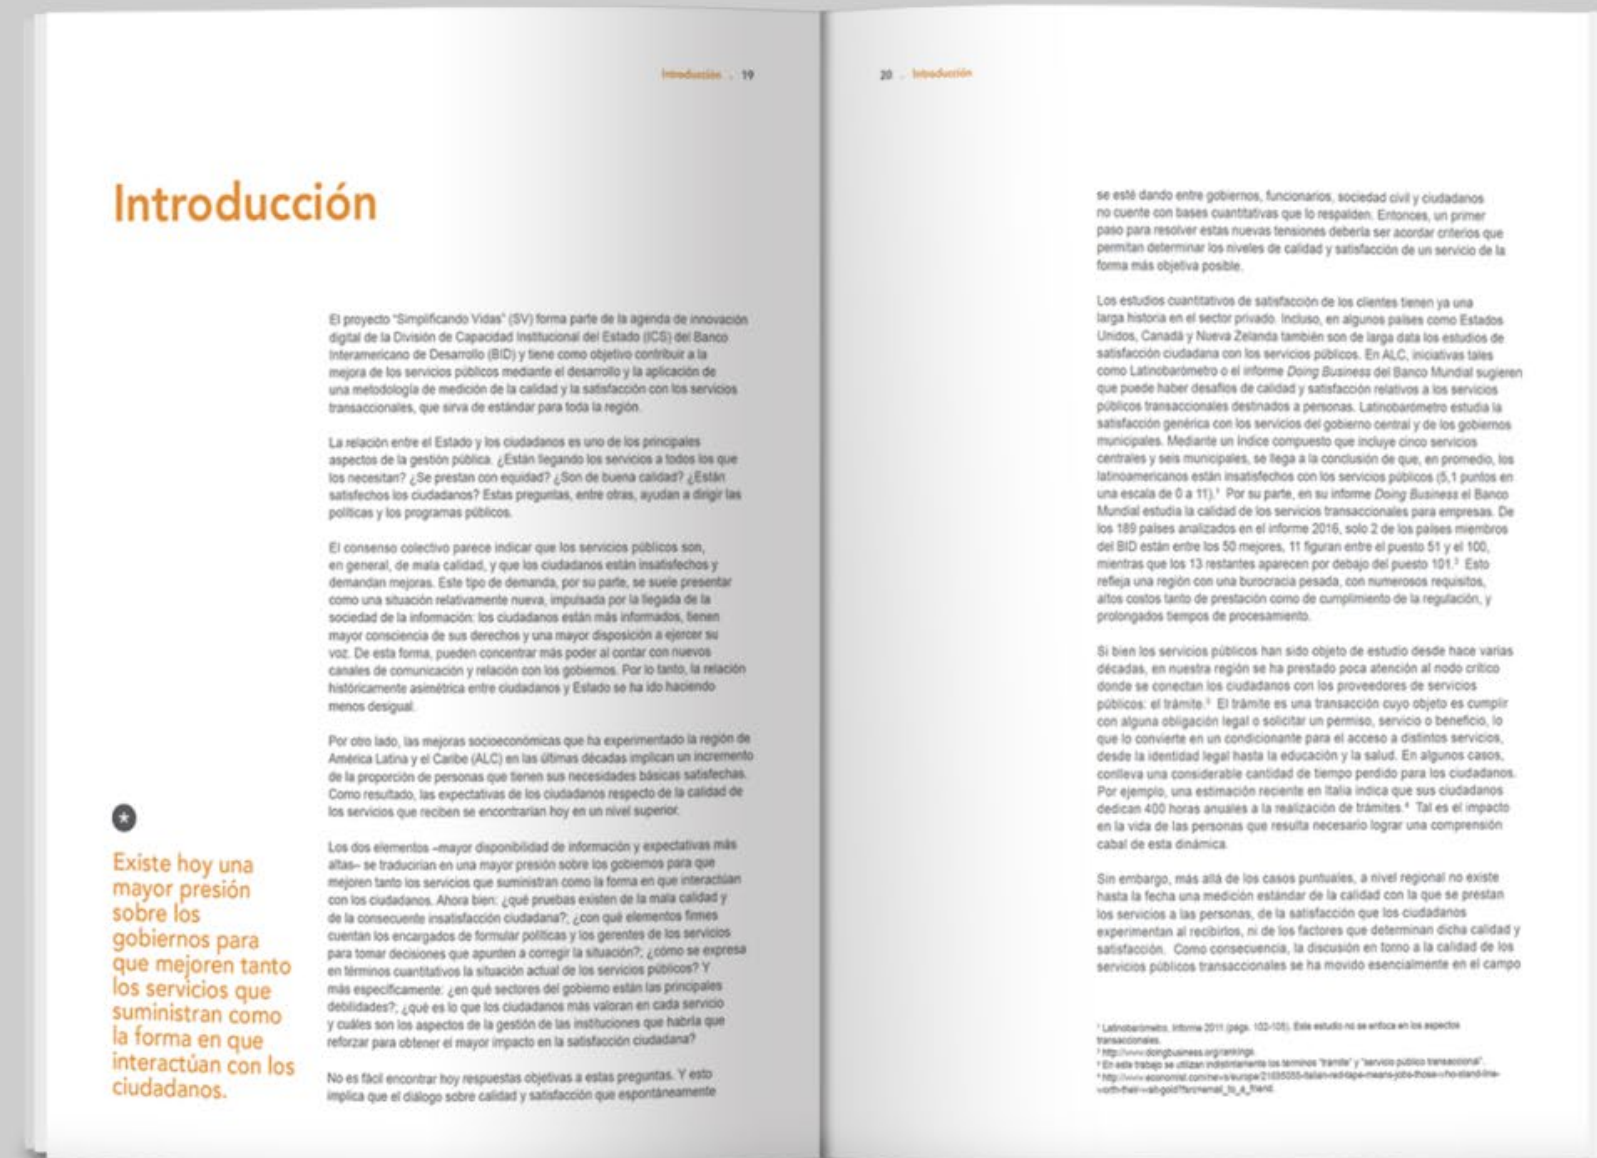 Introducción . 19
Introducción
El proyecto "Simplificando Vidas" (SV) forma parte de la agenda de innovación
digital de la División de Capacidad Institucional del Estado (ICS) del Banco
Interamericano de Desarrollo (BID) y tiene como objetivo contribuir a la
mejora de los servicios públicos mediante el desarrollo y la aplicación de
una metodología de medición de la calidad y la satisfacción con los servicios
transaccionales, que sirva de estándar para toda la región.
La relación entre el Estado y los ciudadanos es uno de los principales
aspectos de la gestión pública. ¿Están llegando los servicios a todos los que
los necesitan? ¿Se prestan con equidad? ¿Son de buena calidad? ¿Están
satisfechos los ciudadanos? Estas preguntas, entre otras, ayudan a dirigir las
políticas y los programas públicos.
El consenso colectivo parece indicar que los servicios públicos son,
en general, de mala calidad, y que los ciudadanos están insatisfechos y
demandan mejoras. Este tipo de demanda, por su parte, se suele presentar
como una situación relativamente nueva, impulsada por la llegada de la
sociedad de la información: los ciudadanos están más informados, tienen
mayor consciencia de sus derechos y una mayor disposición a ejercer su
voz. De esta forma, pueden concentrar más poder al contar con nuevos
canales de comunicación y relación con los gobiernos. Por lo tanto, la relación
históricamente asimétrica entre ciudadanos y Estado se ha ido haciendo
menos desigual.
Por otro lado, las mejoras socioeconómicas que ha experimentado la región de
América Latina y el Caribe (ALC) en las últimas décadas implican un incremento
de la proporción de personas que tienen sus necesidades básicas satisfechas.
Como resultado, las expectativas de los ciudadanos respecto de la calidad de
los servicios que reciben se encontrarían hoy en un nivel superior.
Los dos elementos –mayor disponibilidad de información y expectativas más
altas– se traducirían en una mayor presión sobre los gobiernos para que
mejoren tanto los servicios que suministran como la forma en que interactúan
con los ciudadanos. Ahora bien: ¿qué pruebas existen de la mala calidad y
de la consecuente insatisfacción ciudadana?; ¿con qué elementos firmes
cuentan los encargados de formular políticas y los gerentes de los servicios
para tomar decisiones que apunten a corregir la situación?; ¿cómo se expresa
en términos cuantitativos la situación actual de los servicios públicos? Y
más específicamente: ¿en qué sectores del gobierno están las principales
debilidades?; ¿qué es lo que los ciudadanos más valoran en cada servicio
y cuáles son los aspectos de la gestión de las instituciones que habría que
reforzar para obtener el mayor impacto en la satisfacción ciudadana?
No es fácil encontrar hoy respuestas objetivas a estas preguntas. Y esto
implica que el diálogo sobre calidad y satisfacción que espontáneamente
Existe hoy una
mayor presión
sobre los
gobiernos para
que mejoren tanto
los servicios que
suministran como
la forma en que
interactúan con los
ciudadanos.
20 . Introducción
se esté dando entre gobiernos, funcionarios, sociedad civil y ciudadanos
no cuente con bases cuantitativas que lo respalden. Entonces, un primer
paso para resolver estas nuevas tensiones debería ser acordar criterios que
permitan determinar los niveles de calidad y satisfacción de un servicio de la
forma más objetiva posible.
Los estudios cuantitativos de satisfacción de los clientes tienen ya una
larga historia en el sector privado. Incluso, en algunos países como Estados
Unidos, Canadá y Nueva Zelanda también son de larga data los estudios de
satisfacción ciudadana con los servicios públicos. En ALC, iniciativas tales
como Latinobarómetro o el informe Doing Business del Banco Mundial sugieren
que puede haber desafíos de calidad y satisfacción relativos a los servicios
públicos transaccionales destinados a personas. Latinobarómetro estudia la
satisfacción genérica con los servicios del gobierno central y de los gobiernos
municipales. Mediante un índice compuesto que incluye cinco servicios
centrales y seis municipales, se llega a la conclusión de que, en promedio, los
latinoamericanos están insatisfechos con los servicios públicos (5,1 puntos en
una escala de 0 a 11).¹ Por su parte, en su informe Doing Business el Banco
Mundial estudia la calidad de los servicios transaccionales para empresas. De
los 189 países analizados en el informe 2016, solo 2 de los países miembros
del BID están entre los 50 mejores, 11 figuran entre el puesto 51 y el 100,
mientras que los 13 restantes aparecen por debajo del puesto 101.² Esto
refleja una región con una burocracia pesada, con numerosos requisitos,
altos costos tanto de prestación como de cumplimiento de la regulación, y
prolongados tiempos de procesamiento.
Si bien los servicios públicos han sido objeto de estudio desde hace varias
décadas, en nuestra región se ha prestado poca atención al nodo crítico
donde se conectan los ciudadanos con los proveedores de servicios
públicos: el trámite.³ El trámite es una transacción cuyo objeto es cumplir
con alguna obligación legal o solicitar un permiso, servicio o beneficio, lo
que lo convierte en un condicionante para el acceso a distintos servicios,
desde la identidad legal hasta la educación y la salud. En algunos casos,
conlleva una considerable cantidad de tiempo perdido para los ciudadanos.
Por ejemplo, una estimación reciente en Italia indica que sus ciudadanos
dedican 400 horas anuales a la realización de trámites.⁴ Tal es el impacto
en la vida de las personas que resulta necesario lograr una comprensión
cabal de esta dinámica.
Sin embargo, más allá de los casos puntuales, a nivel regional no existe
hasta la fecha una medición estándar de la calidad con la que se prestan
los servicios a las personas, de la satisfacción que los ciudadanos
experimentan al recibirlos, ni de los factores que determinan dicha calidad y
satisfacción. Como consecuencia, la discusión en torno a la calidad de los
servicios públicos transaccionales se ha movido esencialmente en el campo
¹ Latinobarómetro, Informe 2011 (págs. 102-105). Este estudio no se enfoca en los aspectos
transaccionales.
² http://www.doingbusiness.org/rankings.
³ En este trabajo se utilizan indistintamente los términos "trámite" y "servicio público transaccional".